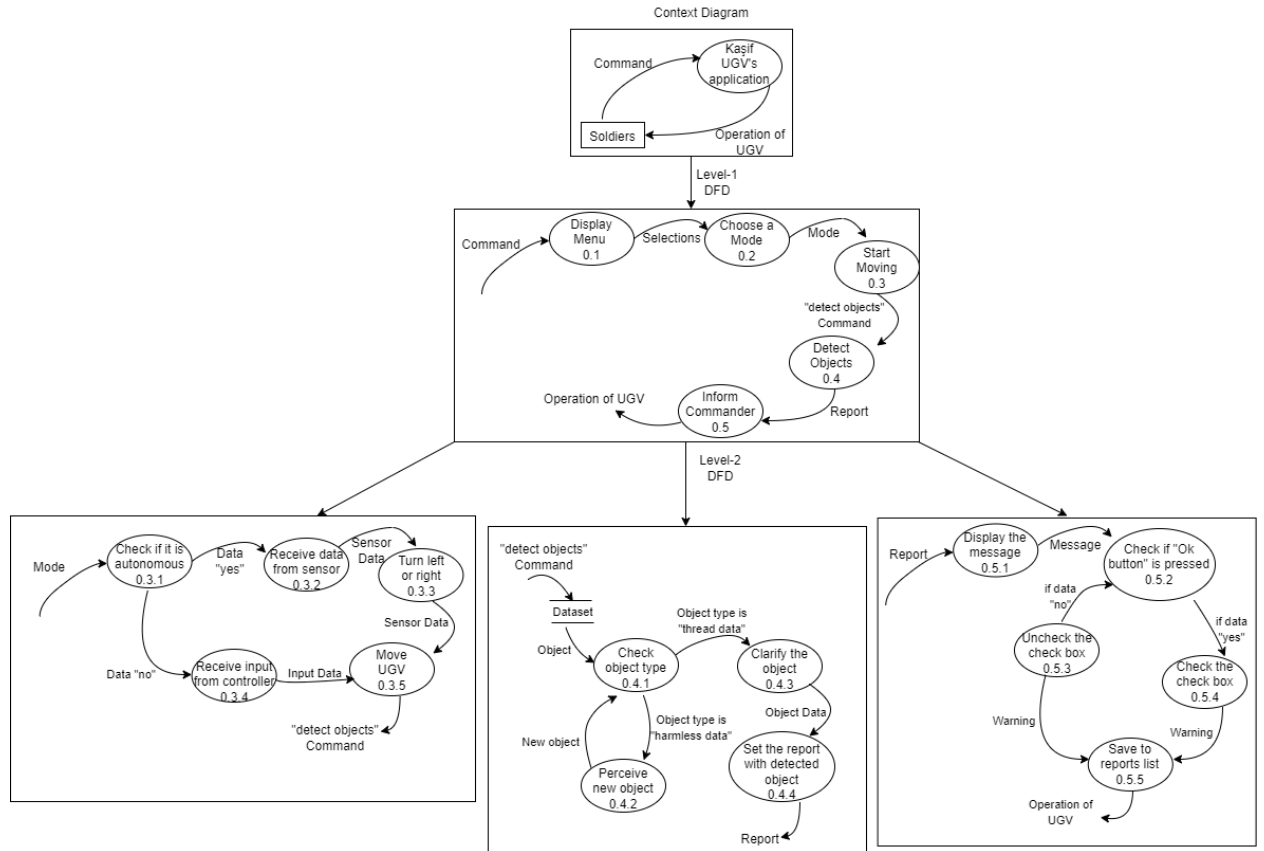 Context Diagram
Kaşif
UGV's
application
Command
Soldiers
Operation of
UGV
Level-1
DFD
Command
Display
Menu
0.1
Selections
Choose a
Mode
0.2
Mode
Start
Moving
0.3
"detect objects"
Command
Detect
Objects
0.4
Report
Inform
Commander
0.5
Operation of UGV
Level-2
DFD
Mode
Check if it is
autonomous
0.3.1
Data
"yes"
Receive data
from sensor
0.3.2
Sensor
Data
Turn left
or right
0.3.3
Sensor Data
Data "no"
Receive input
from controller
0.3.4
Input Data
Move
UGV
0.3.5
"detect objects"
Command
"detect objects"
Command
Dataset
Object
Check
object type
0.4.1
Object type is
"thread data"
Clarify the
object
0.4.3
Object type is
"harmless data"
New object
Perceive
new object
0.4.2
Object Data
Set the report
with detected
object
0.4.4
Report
Report
Display the
message
0.5.1
Message
Check if "Ok
button" is pressed
0.5.2
if data
"no"
if data
"yes"
Uncheck the
check box
0.5.3
Check the
check box
0.5.4
Warning
Warning
Save to
reports list
0.5.5
Operation of
UGV